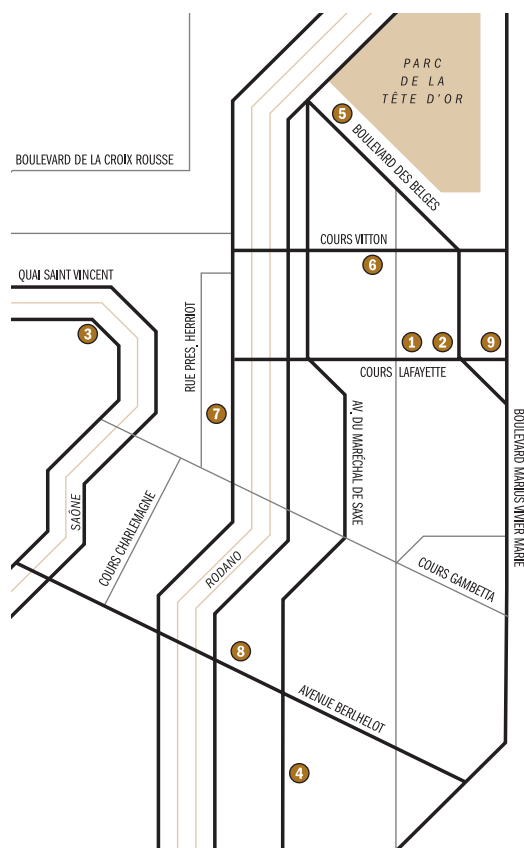 PARC
DE LA
TÊTE D'OR
5
BOULEVARD DES BELGES
BOULEVARD DE LA CROIX ROUSSE
COURS VITTON
6
QUAI SAINT VINCENT
3
RUE PRES. HERRIOT
1
2
9
COURS LAFAYETTE
7
AV. DU MARÉCHAL DE SAXE
BOULEVARD MARIUS VIVIER MARIE
SAÔNE
COURS CHARLEMAGNE
RODANO
COURS GAMBETTA
8
AVENUE BERLHELOT
4